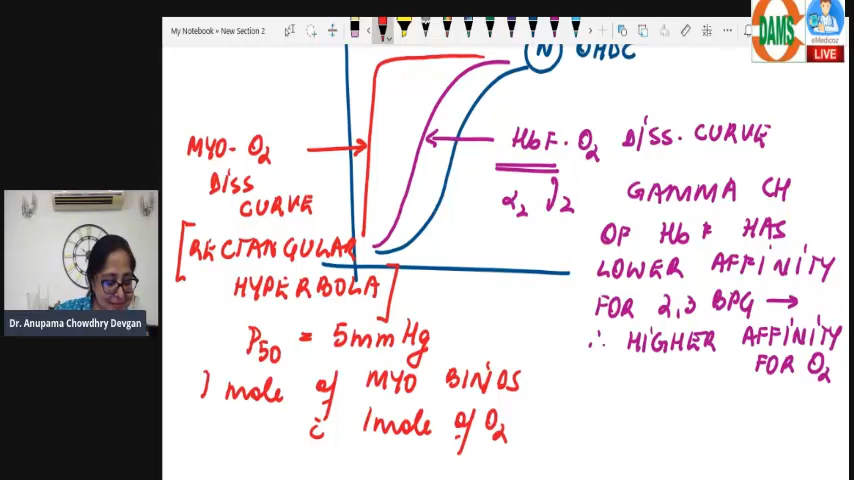 My Notebook » New Section 2
DAMS
eMedicoz
LIVE
N OHDC
MYO-O2
DISS
CURVE
[RECTANGULAR
HYPERBOLA]
P50 = 5mmHg
1 mole of MYO BINDS
c̄ 1mole of O2
HbF-O2 DISS. CURVE
α2 γ2
GAMMA CH
OF HbF HAS
LOWER AFFINITY
FOR 2,3 BPG →
∴ HIGHER AFFINITY
FOR O2
Dr. Anupama Chowdhry Devgan